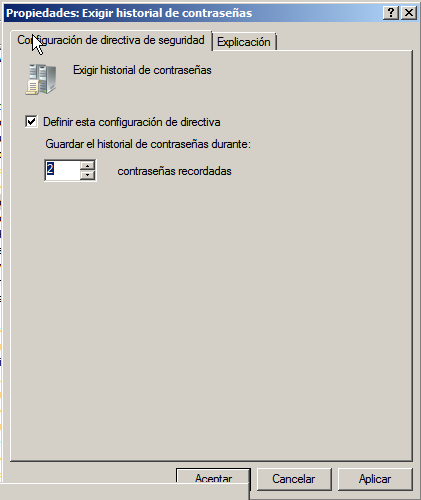 Propiedades: Exigir historial de contraseñas
Configuración de directiva de seguridad
Explicación
Exigir historial de contraseñas
Definir esta configuración de directiva
Guardar el historial de contraseñas durante:
2 contraseñas recordadas
Aceptar Cancelar Aplicar